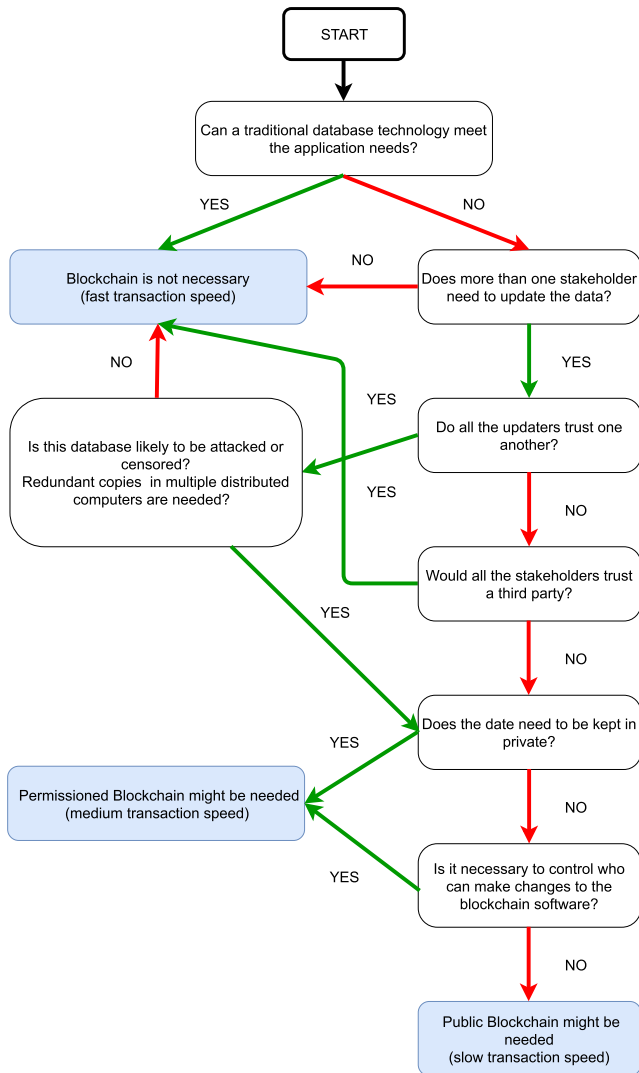 START
Can a traditional database technology meet
the application needs?
YES
NO
Blockchain is not necessary
(fast transaction speed)
NO
Does more than one stakeholder
need to update the data?
NO
YES
YES
Is this database likely to be attacked or
censored?
Redundant copies in multiple distributed
computers are needed?
Do all the updaters trust one
another?
YES
NO
Would all the stakeholders trust
a third party?
YES
NO
Does the date need to be kept in
private?
YES
Permissioned Blockchain might be needed
(medium transaction speed)
NO
Is it necessary to control who
can make changes to the
blockchain software?
YES
NO
Public Blockchain might be
needed
(slow transaction speed)